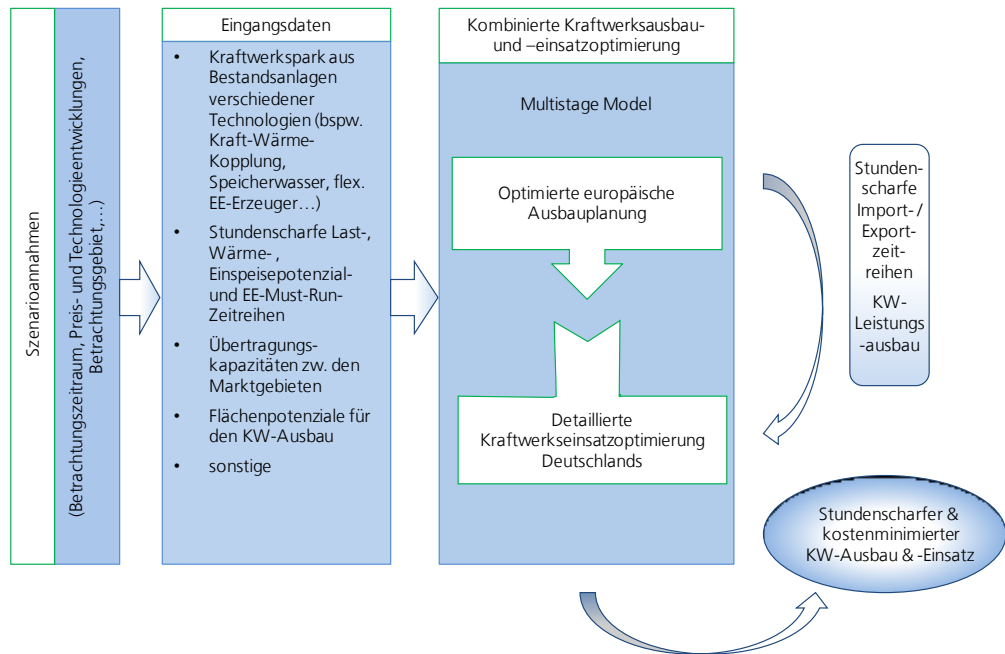 Szenarioannahmen
(Betrachtungszeitraum, Preis- und Technologieentwicklungen,
Betrachtungsgebiet,…)
Eingangsdaten
• Kraftwerkspark aus
Bestandsanlagen
verschiedener
Technologien (bspw.
Kraft-Wärme-
Kopplung,
Speicherwasser, flex.
EE-Erzeuger…)
• Stundenscharfe Last-,
Wärme- ,
Einspeisepotenzial-
und EE-Must-Run-
Zeitreihen
• Übertragungs-
kapazitäten zw. den
Marktgebieten
• Flächenpotenziale für
den KW-Ausbau
• sonstige
Kombinierte Kraftwerksausbau-
und –einsatzoptimierung
Multistage Model
Optimierte europäische
Ausbauplanung
Detaillierte
Kraftwerkseinsatzoptimierung
Deutschlands
Stunden-
scharfe
Import- /
Export-
zeit-
reihen
KW-
Leistungs
-ausbau
Stundenscharfer &
kostenminimierter
KW-Ausbau & -Einsatz